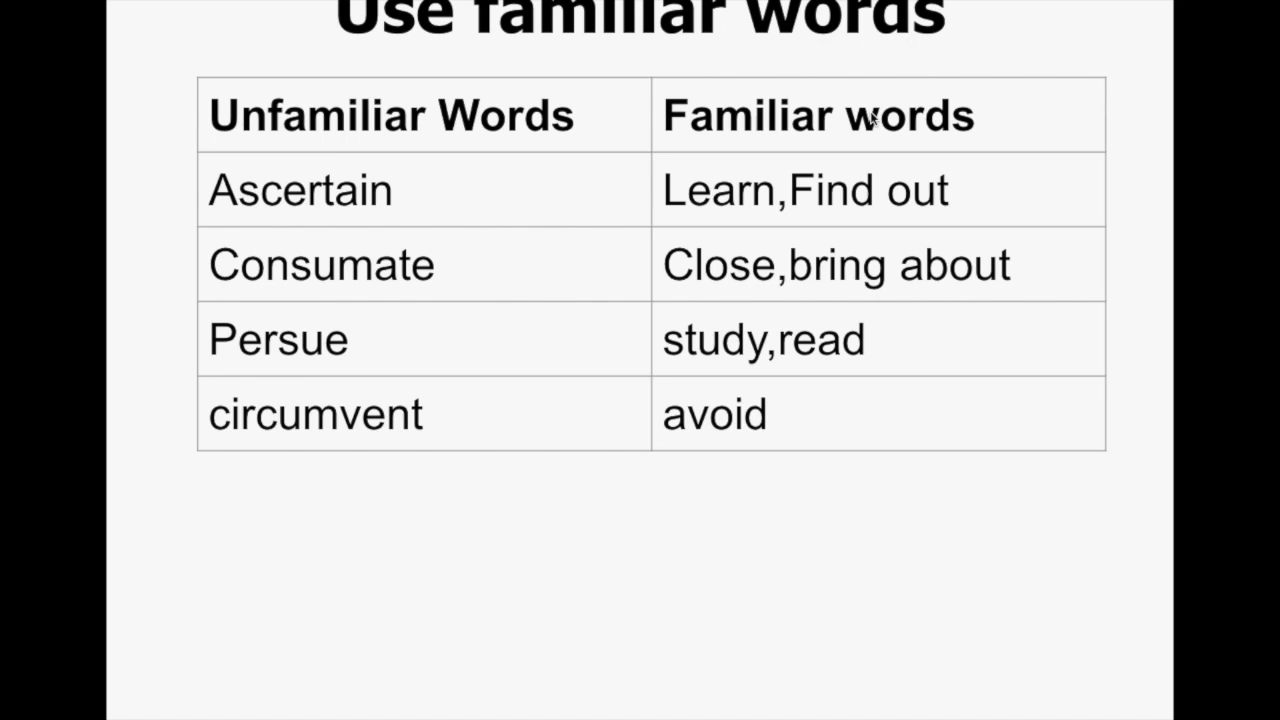 Use familiar words
Unfamiliar Words Familiar words
Ascertain Learn,Find out
Consumate Close,bring about
Persue study,read
circumvent avoid